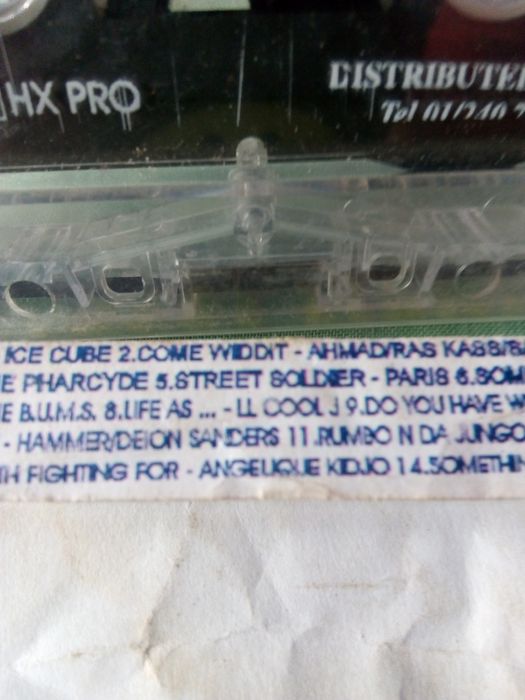 HX PRO
DISTRIBUTE
Tel 01/240
ICE CUBE 2.COME WIDDIT - AHMAD/RAS KASS/S
E PHARCYDE 5.STREET SOLDIER - PARIS 6.SOM
E B.U.M.S. 8.LIFE AS ... - LL COOL J 9.DO YOU HAVE W
- HAMMER/DEION SANDERS 11.RUMBO N DA JUNGO
TH FIGHTING FOR - ANGELIQUE KIDJO 14.SOMETHIN